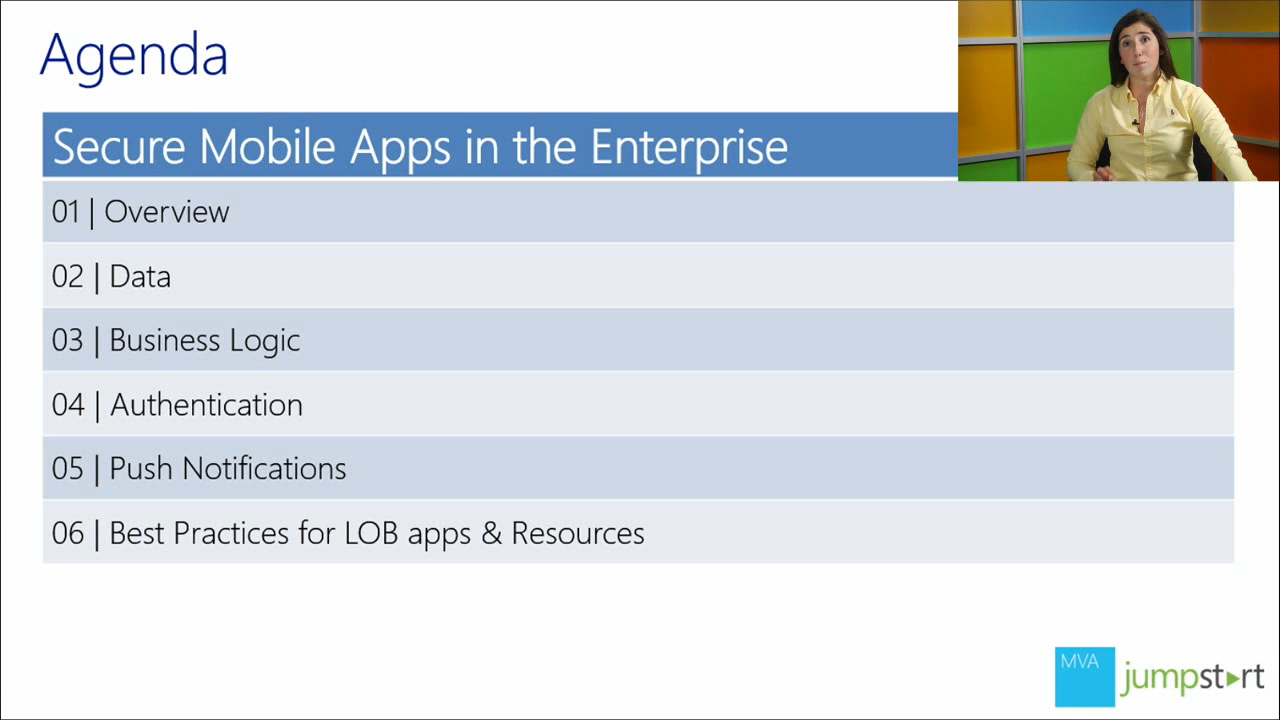 Agenda
Secure Mobile Apps in the Enterprise
01 | Overview
02 | Data
03 | Business Logic
04 | Authentication
05 | Push Notifications
06 | Best Practices for LOB apps & Resources
MVA
jumpstart